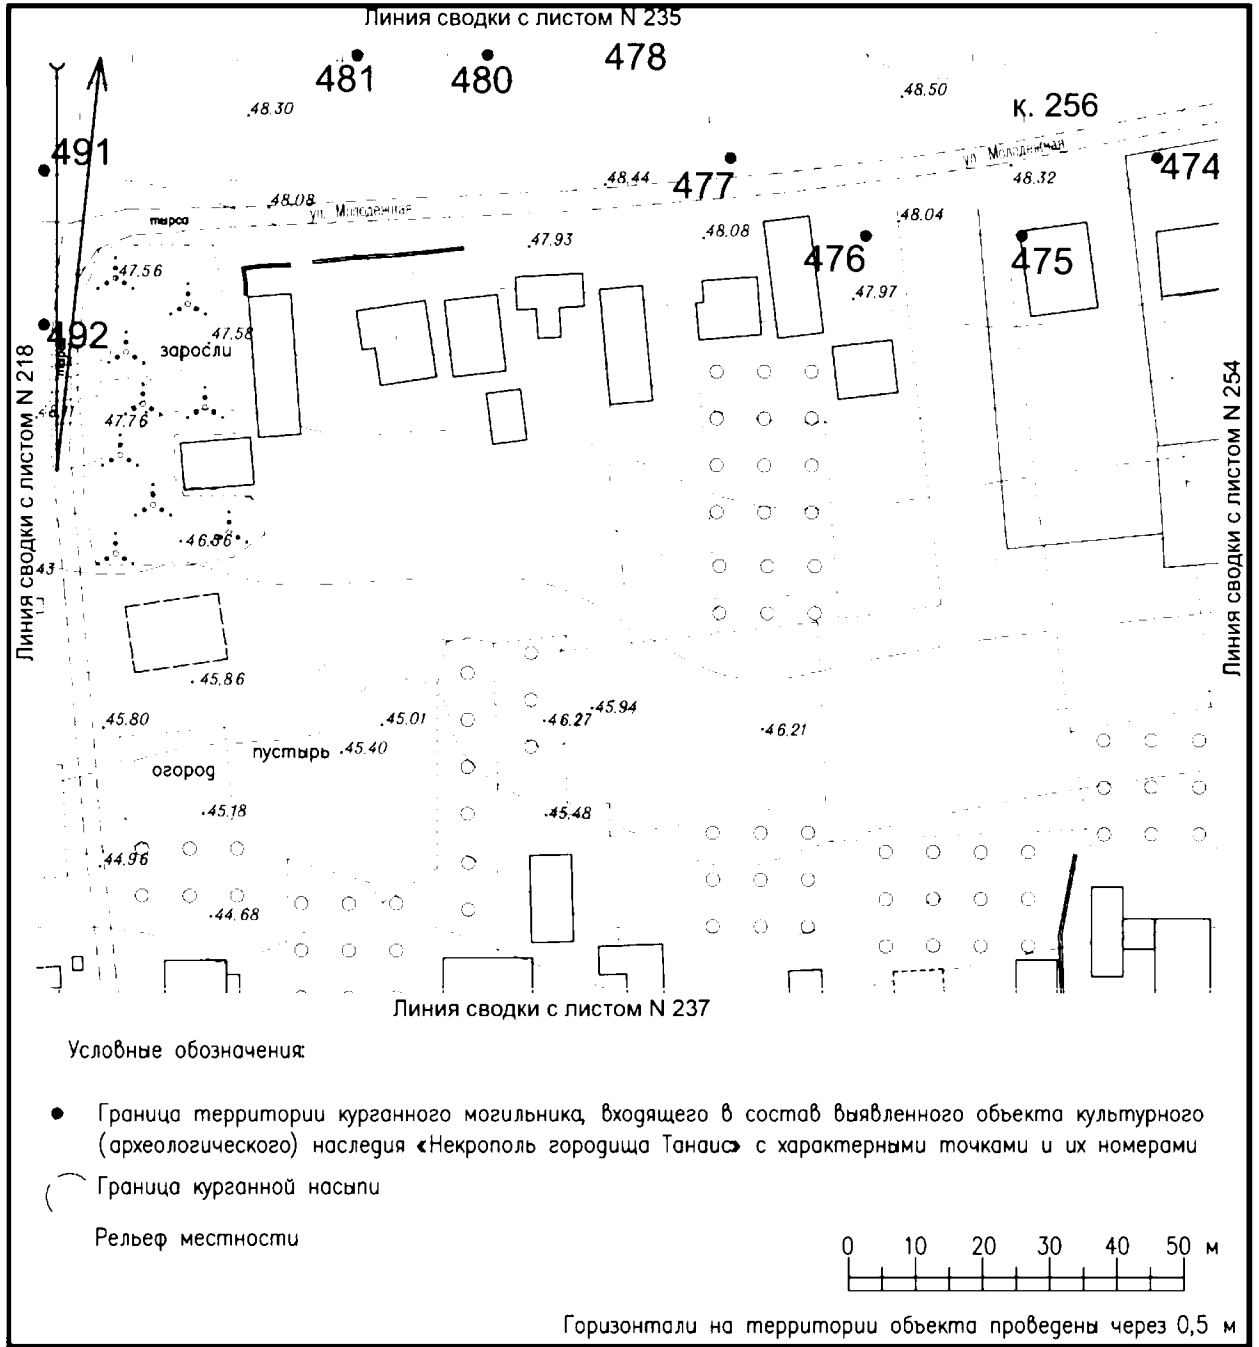 Линия сводки с листом N 235
481
480
478
48.30
48.50
к. 256
491
ул. Молодежная
477
474
48.44
48.32
48.08
ул. Молодежная
тырса
48.04
47.93
48.08
476
475
47.56
47.97
492
47.58
заросли
Линия сводки с листом N 218
Линия сводки с листом N 254
47.76
46.86
43
45.86
45.80
45.01
46.27
45.94
46.21
пустырь
45.40
огород
45.18
45.48
44.96
44.68
Линия сводки с листом N 237
Условные обозначения:
Граница территории курганного могильника, входящего в состав выявленного объекта культурного
(археологического) наследия «Некрополь городища Танаис» с характерными точками и их номерами
Граница курганной насыпи
Рельеф местности
0 10 20 30 40 50 м
Горизонтали на территории объекта проведены через 0,5 м